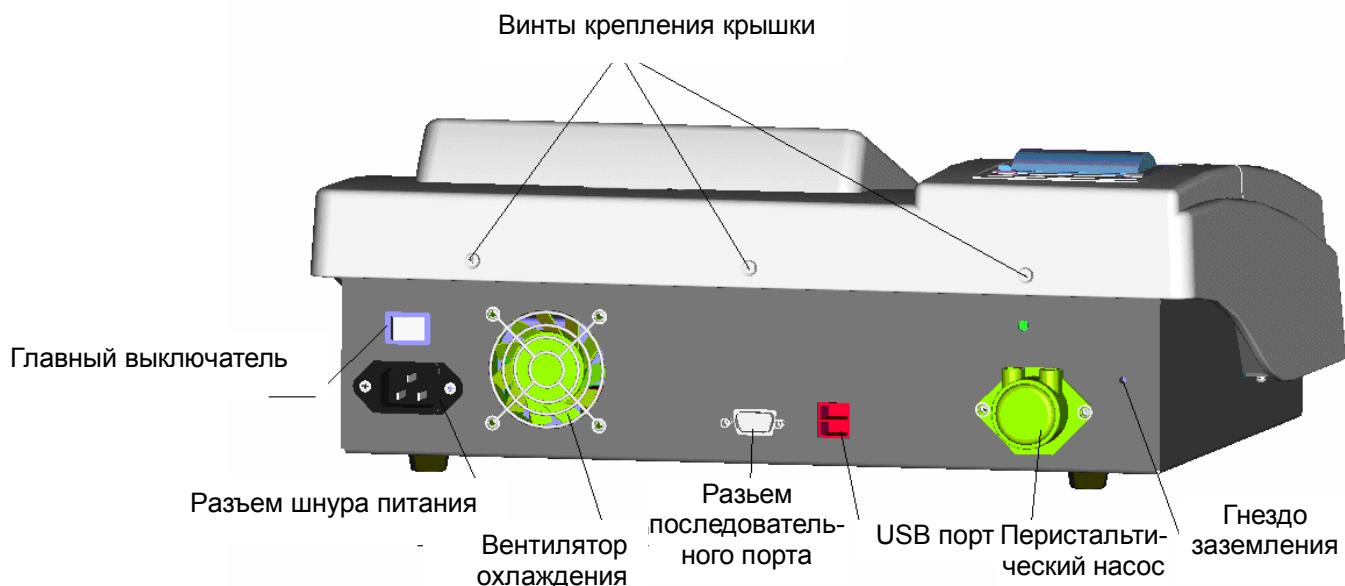 Винты крепления крышки
Главный выключатель
Разъем шнура питания
Вентилятор
охлаждения
Разьем
последователь-
ного порта
USB порт
Перистальти-
ческий насос
Гнездо
заземления